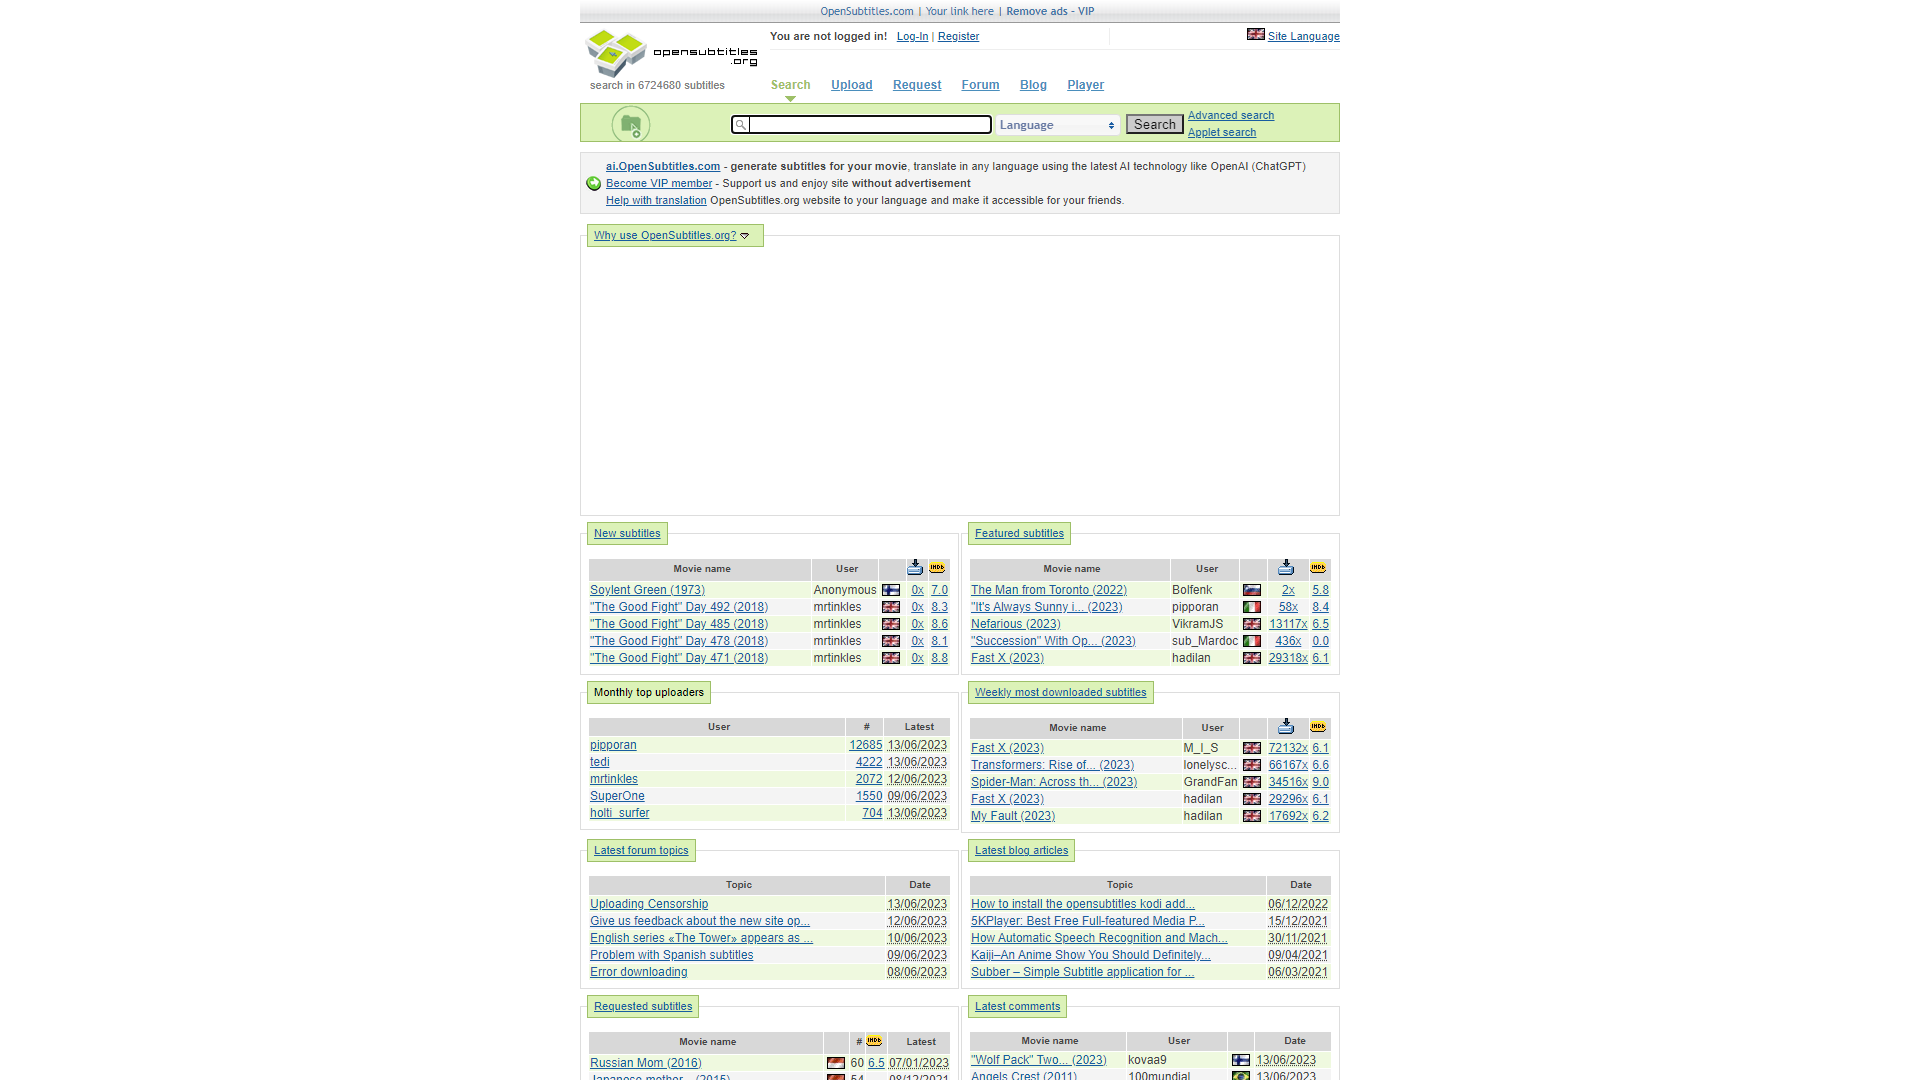 OpenSubtitles.com | Your link here | Remove ads - VIP
You are not logged in! Log-In | Register
Site Language
opensubtitles
.org
search in 6724680 subtitles
Search Upload Request Forum Blog Player
Language
Search
Advanced search
Applet search
ai.OpenSubtitles.com - generate subtitles for your movie, translate in any language using the latest AI technology like OpenAI (ChatGPT)
Become VIP member - Support us and enjoy site without advertisement
Help with translation OpenSubtitles.org website to your language and make it accessible for your friends.
Why use OpenSubtitles.org?
New subtitles
Movie name User IMDb
Soylent Green (1973) Anonymous 0x 7.0
"The Good Fight" Day 492 (2018) mrtinkles 0x 8.3
"The Good Fight" Day 485 (2018) mrtinkles 0x 8.6
"The Good Fight" Day 478 (2018) mrtinkles 0x 8.1
"The Good Fight" Day 471 (2018) mrtinkles 0x 8.8
Featured subtitles
Movie name User IMDb
The Man from Toronto (2022) Bolfenk 2x 5.8
"It's Always Sunny i... (2023) pipporan 58x 8.4
Nefarious (2023) VikramJS 13117x 6.5
"Succession" With Op... (2023) sub_Mardoc 436x 0.0
Fast X (2023) hadilan 29318x 6.1
Monthly top uploaders
User # Latest
pipporan 12685 13/06/2023
tedi 4222 13/06/2023
mrtinkles 2072 12/06/2023
SuperOne 1550 09/06/2023
holti_surfer 704 13/06/2023
Weekly most downloaded subtitles
Movie name User IMDb
Fast X (2023) M_I_S 72132x 6.1
Transformers: Rise of... (2023) lonelysc... 66167x 6.6
Spider-Man: Across th... (2023) GrandFan 34516x 9.0
Fast X (2023) hadilan 29296x 6.1
My Fault (2023) hadilan 17692x 6.2
Latest forum topics
Topic Date
Uploading Censorship 13/06/2023
Give us feedback about the new site op... 12/06/2023
English series «The Tower» appears as ... 10/06/2023
Problem with Spanish subtitles 09/06/2023
Error downloading 08/06/2023
Latest blog articles
Topic Date
How to install the opensubtitles kodi add... 06/12/2022
5KPlayer: Best Free Full-featured Media P... 15/12/2021
How Automatic Speech Recognition and Mach... 30/11/2021
Kaiji–An Anime Show You Should Definitely... 09/04/2021
Subber – Simple Subtitle application for ... 06/03/2021
Requested subtitles
Movie name # IMDb Latest
Russian Mom (2016) 60 6.5 07/01/2023
Japanese mother... (2015) 54 08/12/2021
Latest comments
Movie name User Date
"Wolf Pack" Two... (2023) kovaa9 13/06/2023
Angels Crest (2011) 100mundial 13/06/2023